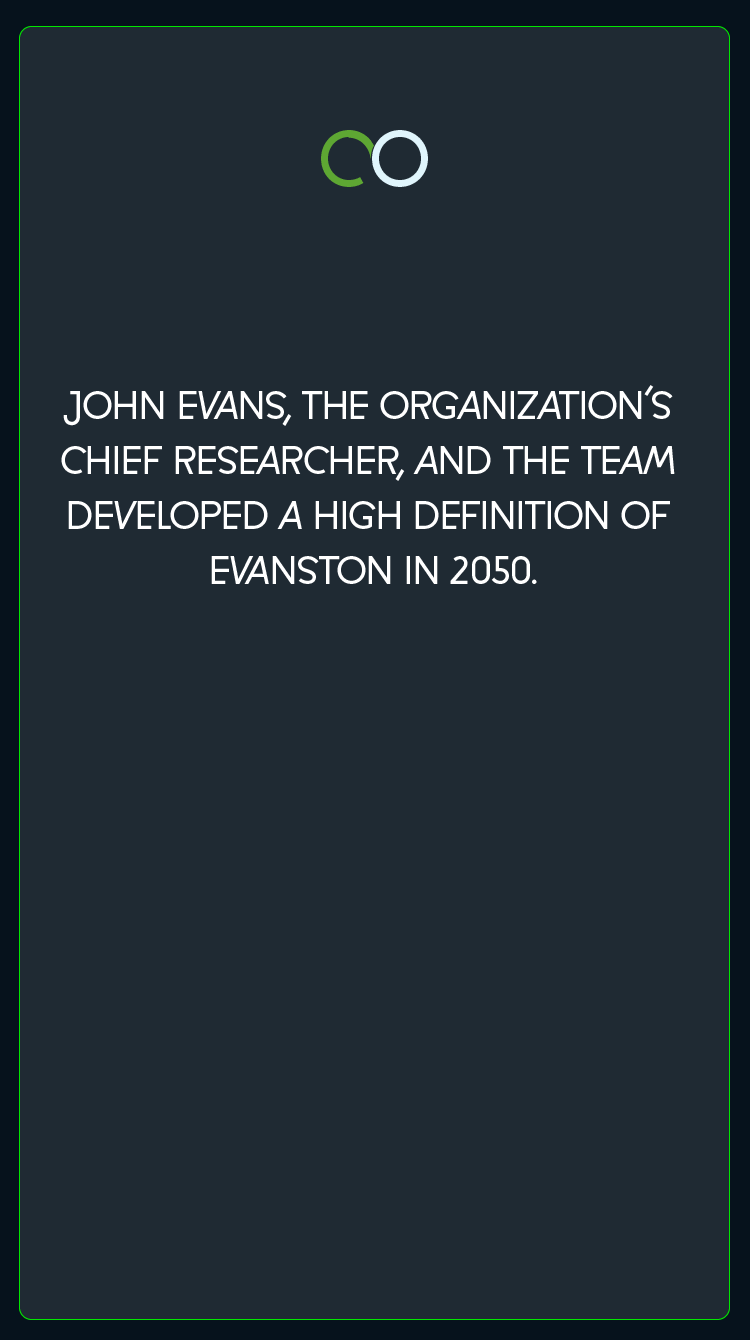 JOHN EVANS, THE ORGANIZATION'S
CHIEF RESEARCHER, AND THE TEAM
DEVELOPED A HIGH DEFINITION OF
EVANSTON IN 2050.